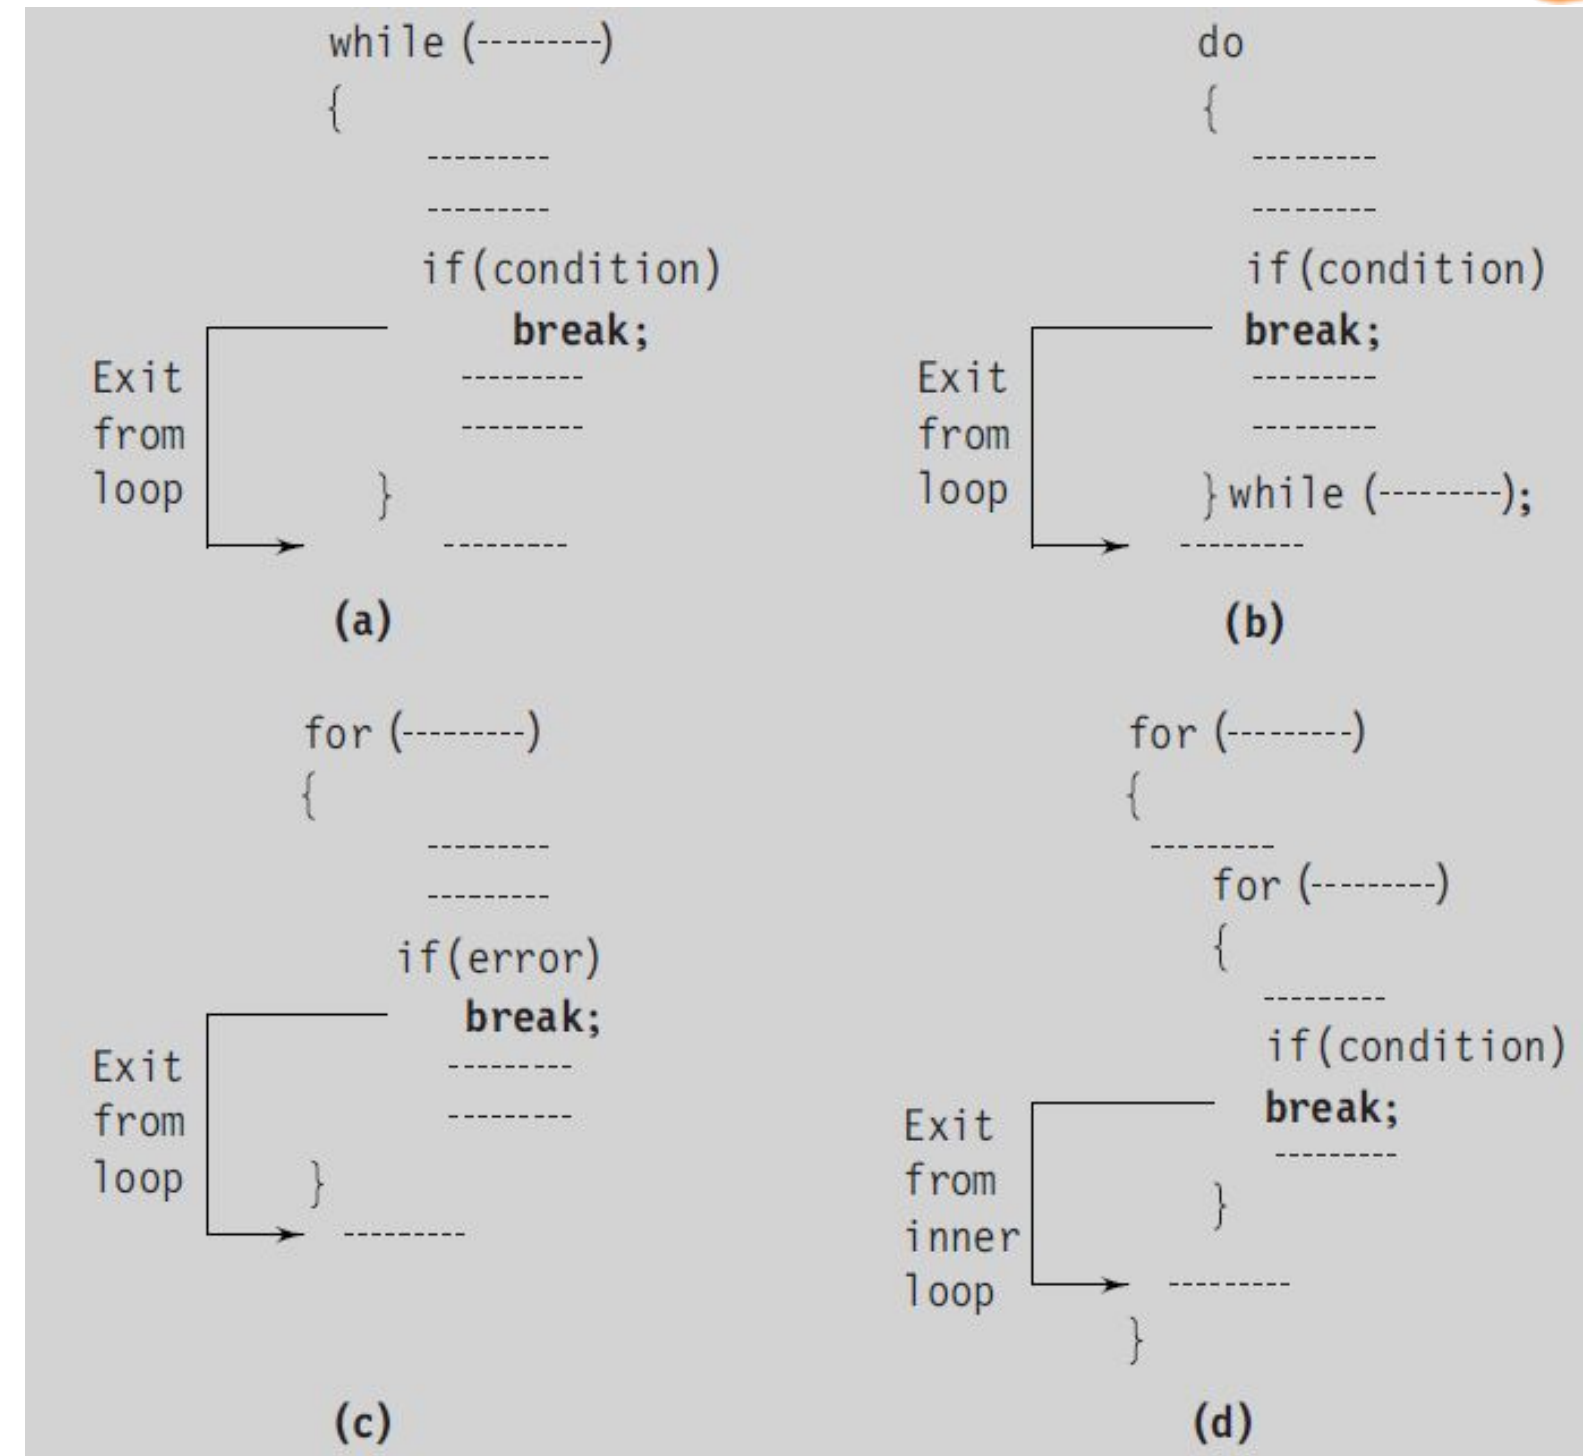 while (---------)
{
---------
---------
if(condition)
break;
---------
---------
}
---------
Exit
from
loop
(a)
do
{
---------
---------
if(condition)
break;
---------
---------
} while (---------);
---------
Exit
from
loop
(b)
for (---------)
{
---------
---------
if(error)
break;
---------
---------
}
---------
Exit
from
loop
(c)
for (---------)
{
---------
for (---------)
{
---------
if(condition)
break;
---------
}
---------
}
Exit
from
inner
loop
(d)